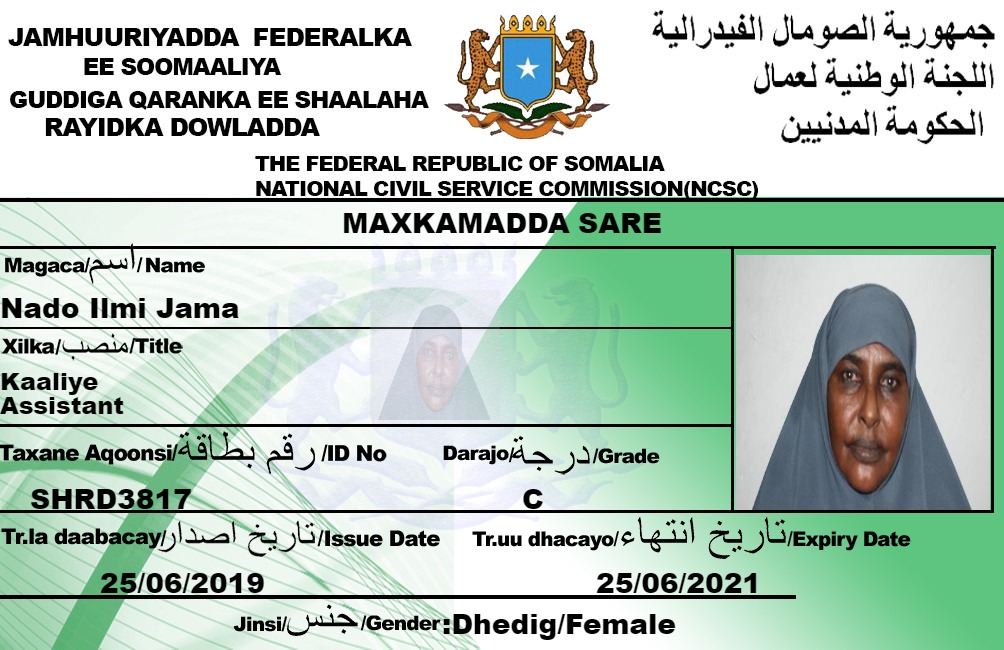 JAMHUURIYADDA FEDERALKA
EE SOOMAALIYA
GUDDIGA QARANKA EE SHAALAHA
RAYIDKA DOWLADDA
جمهورية الصومال الفيدرالية
اللجنة الوطنية لعمال
الحكومة المدنيين
THE FEDERAL REPUBLIC OF SOMALIA
NATIONAL CIVIL SERVICE COMMISSION(NCSC)
MAXKAMADDA SARE
Magaca/اسم/Name
Nado Ilmi Jama
Xilka/منصب/Title
Kaaliye
Assistant
Taxane Aqoonsi/رقم بطاقة/ID No
SHRD3817
Darajo/درجة/Grade
C
Tr.la daabacay/تاريخ اصدار/Issue Date
25/06/2019
Tr.uu dhacayo/تاريخ انتهاء/Expiry Date
25/06/2021
Jinsi/جنس/Gender:Dhedig/Female